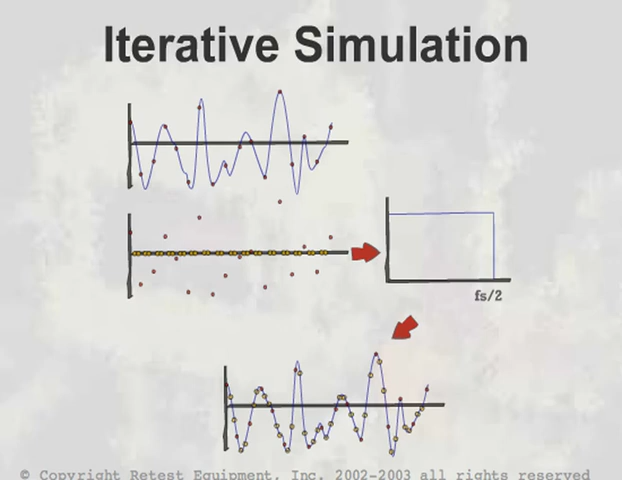 Iterative Simulation
fs/2
© Copyright Retest Equipment, Inc. 2002-2003 all rights reserved